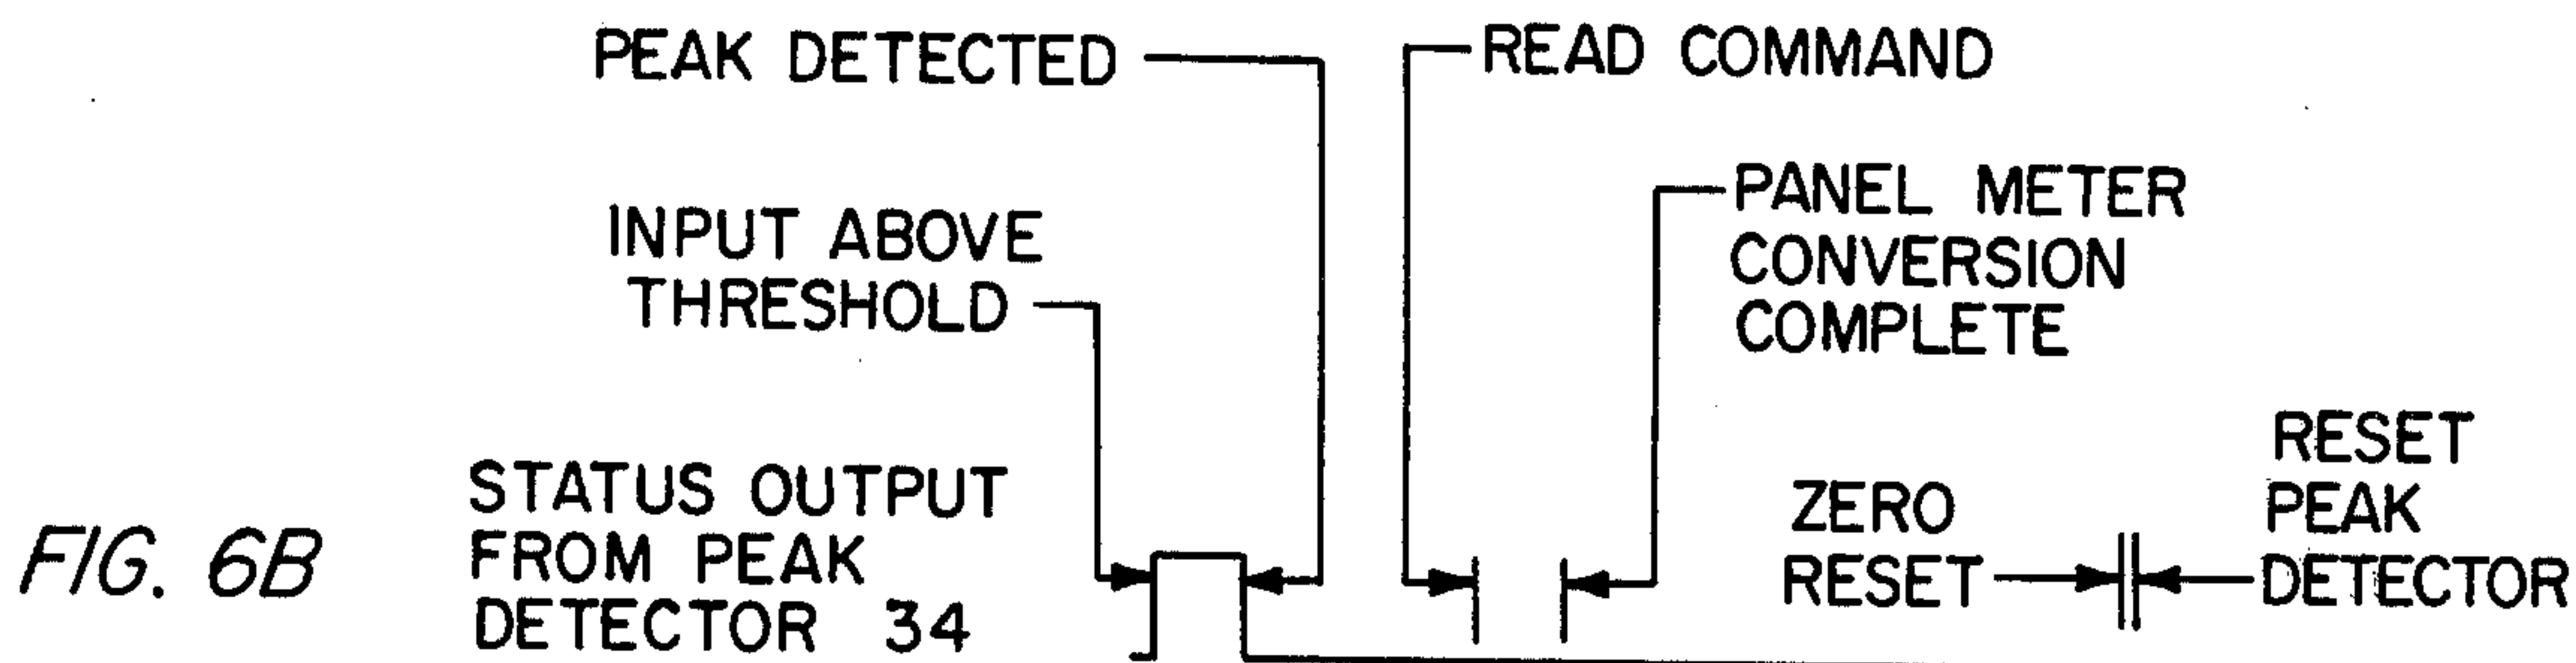 PEAK DETECTED
READ COMMAND
INPUT ABOVE
THRESHOLD
PANEL METER
CONVERSION
COMPLETE
FIG. 6B
STATUS OUTPUT
FROM PEAK
DETECTOR 34
ZERO
RESET
RESET
PEAK
DETECTOR